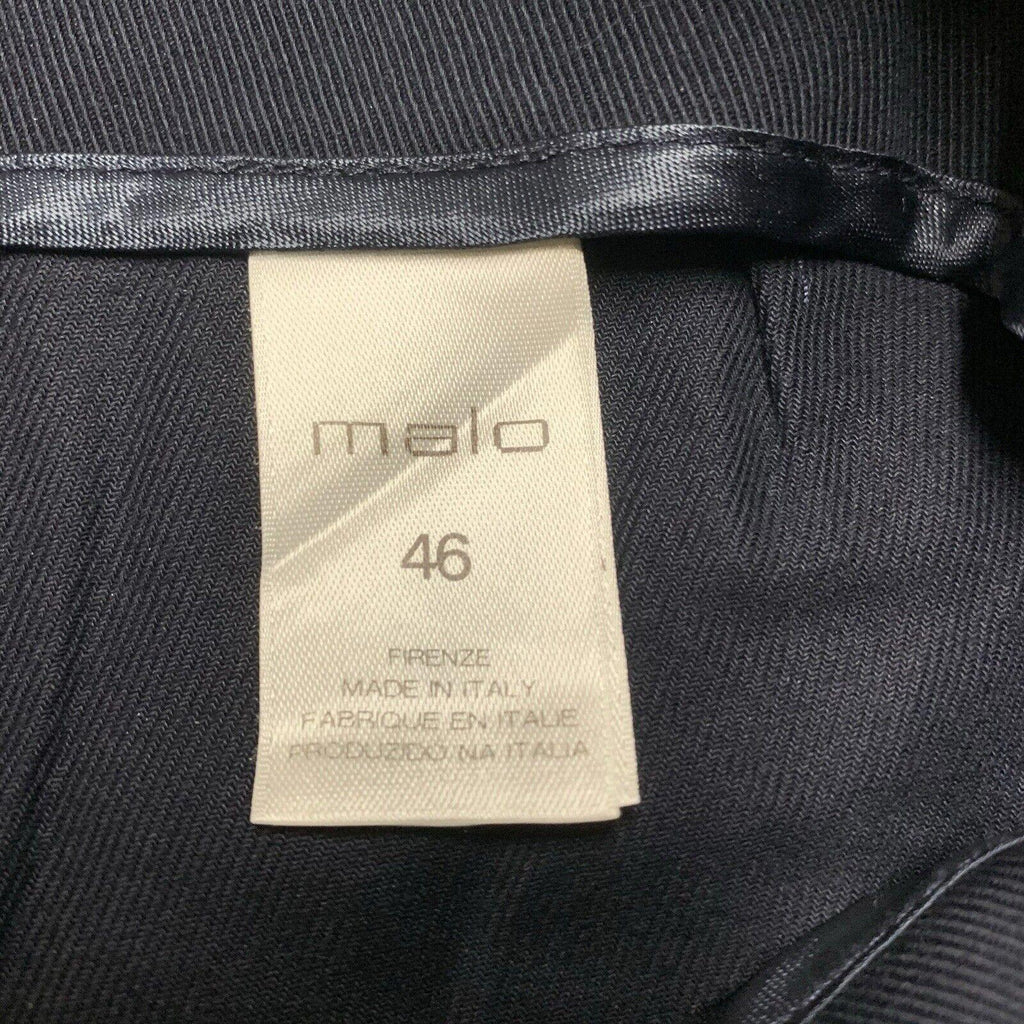 malo
46
FIRENZE
MADE IN ITALY
FABRIQUE EN ITALIE
PRODUZIDO NA ITALIA